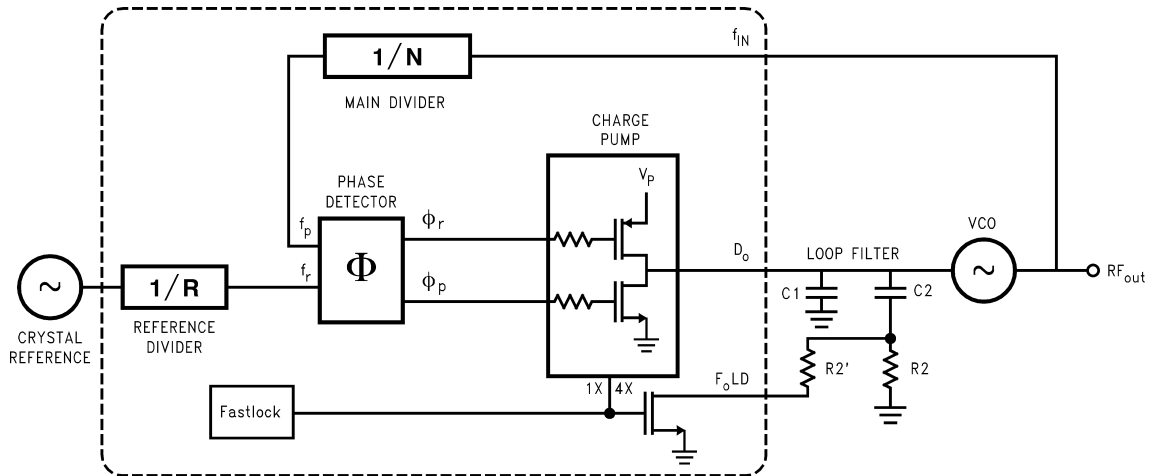 f_IN
1/N
MAIN DIVIDER
CHARGE
PUMP
V_P
PHASE
DETECTOR
f_p
f_r
Φ
ϕ_r
ϕ_p
D_o
LOOP FILTER
VCO
~
RF_out
C1
C2
~
1/R
CRYSTAL
REFERENCE
REFERENCE
DIVIDER
R2'
R2
1X 4X
F_oLD
Fastlock